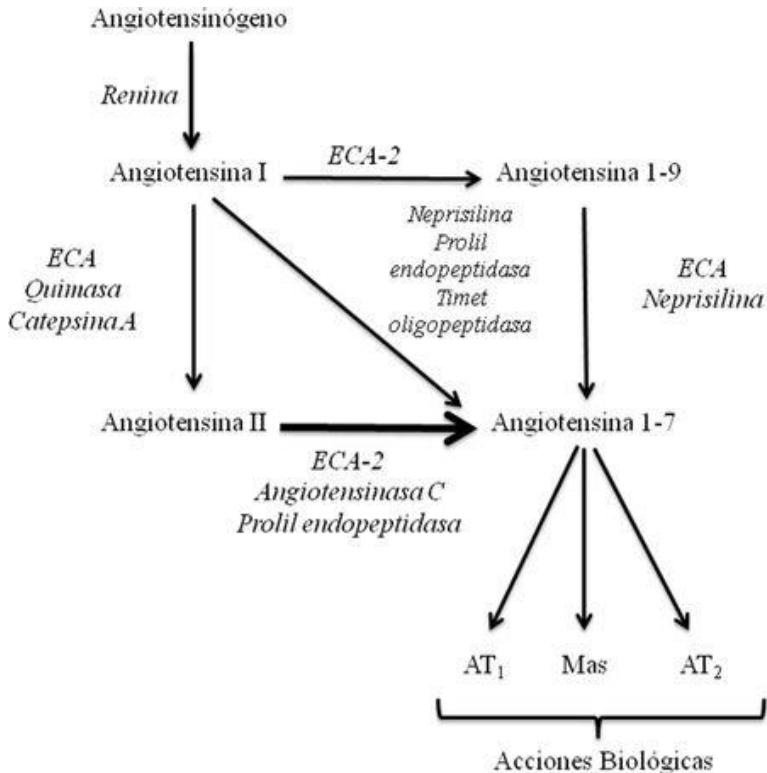 Angiotensinógeno
Renina
Angiotensina I
ECA-2
Angiotensina 1-9
Neprisilina
Prolil
endopeptidasa
Timet
oligopeptidasa
ECA
Quimasa
Catepsina A
ECA
Neprisilina
Angiotensina II
Angiotensina 1-7
ECA-2
Angiotensinasa C
Prolil endopeptidasa
AT₁
Mas
AT₂
Acciones Biológicas